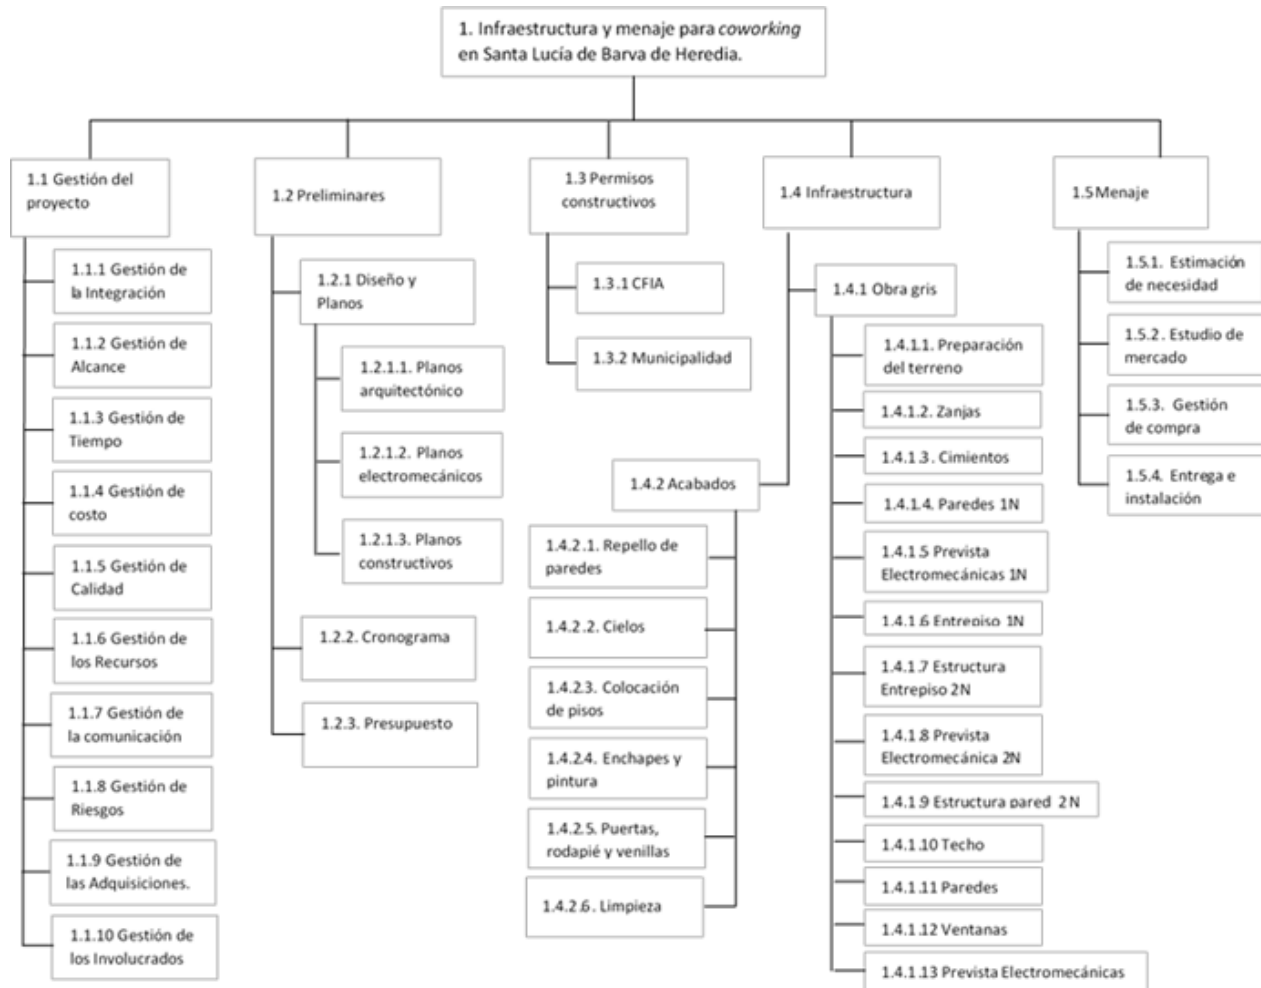 1. Infraestructura y menaje para coworking
en Santa Lucía de Barva de Heredia.
1.1 Gestión del
proyecto
1.1.1 Gestión de
la Integración
1.1.2 Gestión de
Alcance
1.1.3 Gestión de
Tiempo
1.1.4 Gestión de
costo
1.1.5 Gestión de
Calidad
1.1.6 Gestión de
los Recursos
1.1.7 Gestión de
la comunicación
1.1.8 Gestión de
Riesgos
1.1.9 Gestión de
las Adquisiciones.
1.1.10 Gestión de
los Involucrados
1.2 Preliminares
1.2.1 Diseño y
Planos
1.2.1.1. Planos
arquitectónico
1.2.1.2. Planos
electromecánicos
1.2.1.3. Planos
constructivos
1.2.2. Cronograma
1.2.3. Presupuesto
1.3 Permisos
constructivos
1.3.1 CFIA
1.3.2 Municipalidad
1.4 Infraestructura
1.4.1 Obra gris
1.4.1.1. Preparación
del terreno
1.4.1.2. Zanjas
1.4.1.3. Cimientos
1.4.1.4. Paredes 1N
1.4.1.5 Prevista
Electromecánicas 1N
1.4.1.6 Entrepiso 1N
1.4.1.7 Estructura
Entrepiso 2N
1.4.1.8 Prevista
Electromecánica 2N
1.4.1.9 Estructura pared 2N
1.4.1.10 Techo
1.4.1.11 Paredes
1.4.1.12 Ventanas
1.4.1.13 Prevista Electromecánicas
1.4.2 Acabados
1.4.2.1. Repello de
paredes
1.4.2.2. Cielos
1.4.2.3. Colocación
de pisos
1.4.2.4. Enchapes y
pintura
1.4.2.5. Puertas,
rodapié y venillas
1.4.2.6. Limpieza
1.5 Menaje
1.5.1. Estimación
de necesidad
1.5.2. Estudio de
mercado
1.5.3. Gestión
de compra
1.5.4. Entrega e
instalación